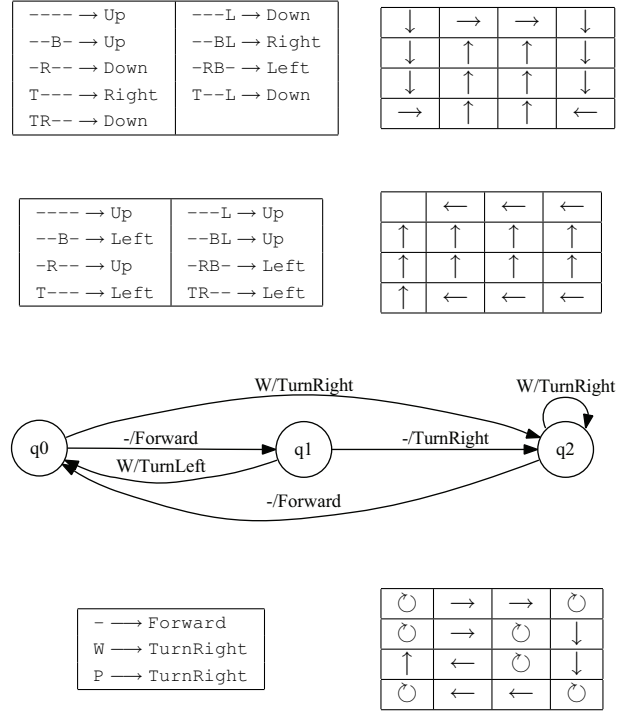 ---- → Up ---L → Down
--B- → Up --BL → Right
-R-- → Down -RB- → Left
T--- → Right T--L → Down
TR-- → Down
↓ → → ↓
↓ ↑ ↑ ↓
↓ ↑ ↑ ↓
→ ↑ ↑ ←
---- → Up ---L → Up
--B- → Left --BL → Up
-R-- → Up -RB- → Left
T--- → Left TR-- → Left
← ← ←
↑ ↑ ↑ ↑
↑ ↑ ↑ ↑
↑ ← ← ←
W/TurnRight W/TurnRight
-/Forward -/TurnRight
q0 q1 q2
W/TurnLeft
-/Forward
- → Forward
W → TurnRight
P → TurnRight
↻ → → ↻
↻ → ↻ ↓
↑ ← ↻ ↓
↻ ← ← ↻